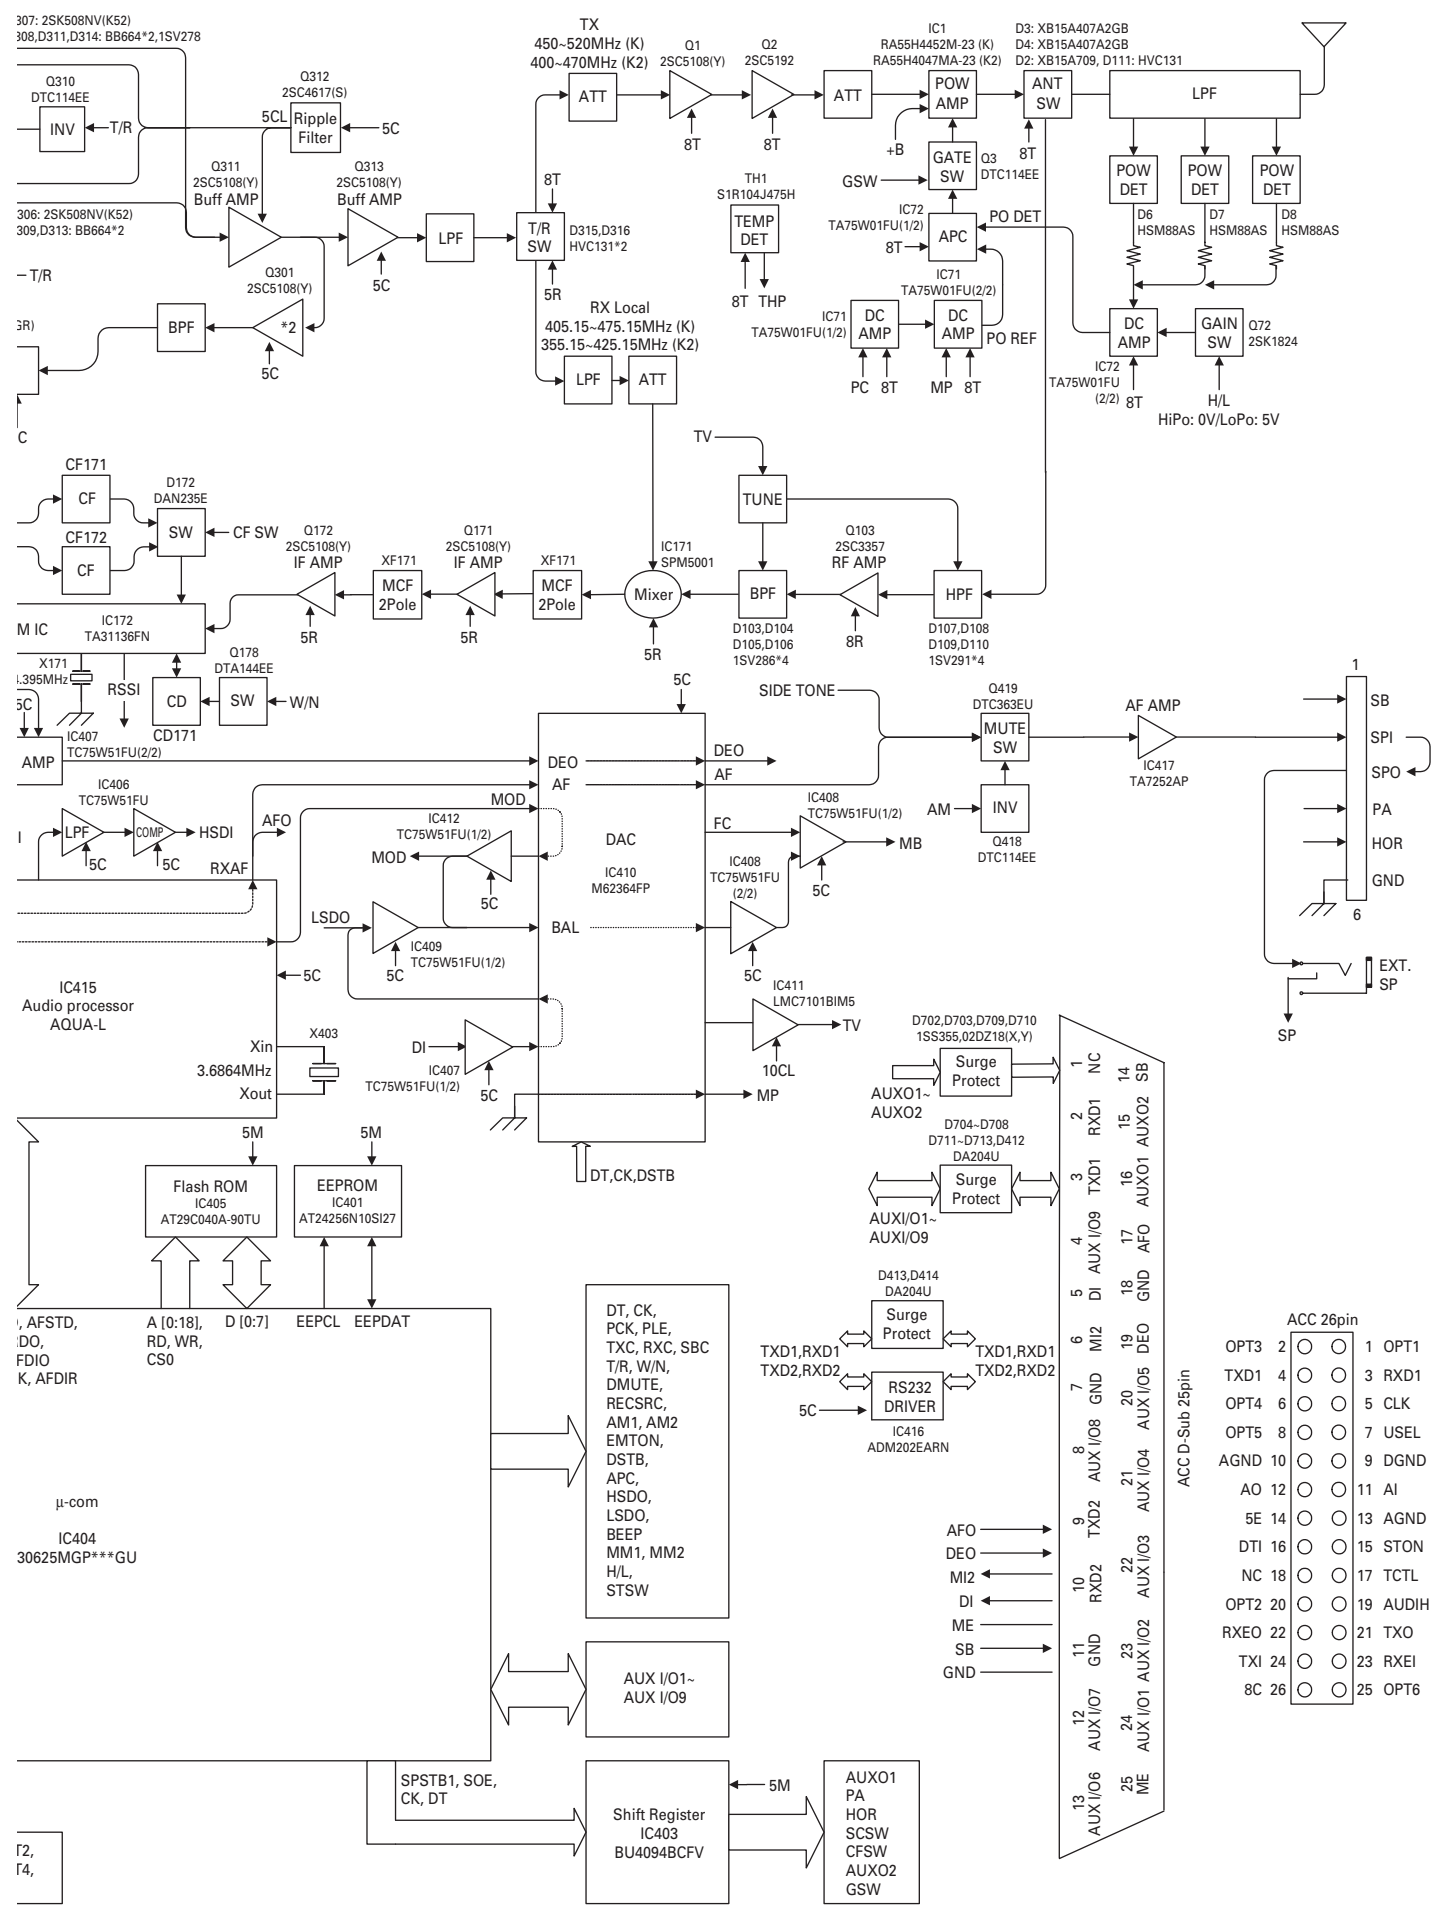 307: 2SK508NV(K52)
308,D311,D314: BB664*2,1SV278
Q310
DTC114EE
INV
T/R
Q312
2SC4617(S)
5CL
Ripple
Filter
5C
Q311
2SC5108(Y)
Buff AMP
Q313
2SC5108(Y)
Buff AMP
5C
LPF
306: 2SK508NV(K52)
309,D313: BB664*2
T/R
Q301
2SC5108(Y)
*2
5C
BPF
GR)
C
TX
450~520MHz (K)
400~470MHz (K2)
ATT
Q1
2SC5108(Y)
8T
Q2
2SC5192
8T
ATT
IC1
RA55H4452M-23 (K)
RA55H4047MA-23 (K2)
POW
AMP
+B
D3: XB15A407A2GB
D4: XB15A407A2GB
D2: XB15A709, D111: HVC131
ANT
SW
8T
LPF
8T
T/R
SW
D315,D316
HVC131*2
5R
TH1
S1R104J475H
TEMP
DET
8T THP
GSW
GATE
SW
Q3
DTC114EE
IC72
TA75W01FU(1/2)
APC
8T
PO DET
POW
DET
POW
DET
POW
DET
D6
HSM88AS
D7
HSM88AS
D8
HSM88AS
IC71
TA75W01FU(2/2)
IC71
TA75W01FU(1/2)
DC
AMP
DC
AMP
PO REF
PC 8T
MP 8T
DC
AMP
IC72
TA75W01FU
(2/2)
8T
GAIN
SW
Q72
2SK1824
H/L
HiPo: 0V/LoPo: 5V
RX Local
405.15~475.15MHz (K)
355.15~425.15MHz (K2)
LPF
ATT
TV
TUNE
CF171
CF
CF172
CF
D172
DAN235E
SW
CF SW
Q172
2SC5108(Y)
IF AMP
5R
XF171
MCF
2Pole
Q171
2SC5108(Y)
IF AMP
5R
XF171
MCF
2Pole
IC171
SPM5001
Mixer
5R
BPF
D103,D104
D105,D106
1SV286*4
Q103
2SC3357
RF AMP
8R
HPF
D107,D108
D109,D110
1SV291*4
M IC
IC172
TA31136FN
X171
4.395MHz
RSSI
CD
CD171
Q178
DTA144EE
SW
W/N
5C
AMP
IC407
TC75W51FU(2/2)
IC406
TC75W51FU
LPF
COMP
HSDI
5C
5C
I
AFO
RXAF
5C
DEO
AF
MOD
IC412
TC75W51FU(1/2)
MOD
5C
DAC
IC410
M62364FP
LSDO
IC409
TC75W51FU(1/2)
5C
BAL
DI
IC407
TC75W51FU(1/2)
5C
DT,CK,DSTB
DEO
AF
FC
IC408
TC75W51FU(1/2)
MB
5C
IC408
TC75W51FU
(2/2)
5C
IC411
LMC7101BIM5
TV
10CL
MP
SIDE TONE
Q419
DTC363EU
MUTE
SW
AM
INV
Q418
DTC114EE
AF AMP
IC417
TA7252AP
1
SB
SPI
SPO
PA
HOR
GND
6
EXT.
SP
SP
IC415
Audio processor
AQUA-L
5C
Xin
X403
3.6864MHz
Xout
5M
Flash ROM
IC405
AT29C040A-90TU
5M
EEPROM
IC401
AT24256N10SI27
, AFSTD,
DO,
FDIO
K, AFDIR
A [0:18],
RD, WR,
CS0
D [0:7]
EEPCL EEPDAT
µ-com
IC404
30625MGP***GU
DT, CK,
PCK, PLE,
TXC, RXC, SBC
T/R, W/N,
DMUTE,
RECSRC,
AM1, AM2
EMTON,
DSTB,
APC,
HSDO,
LSDO,
BEEP
MM1, MM2
H/L,
STSW
AUX I/O1~
AUX I/O9
SPSTB1, SOE,
CK, DT
Shift Register
IC403
BU4094BCFV
5M
AUXO1
PA
HOR
SCSW
CFSW
AUXO2
GSW
T2,
T4,
D702,D703,D709,D710
1SS355,02DZ18(X,Y)
Surge
Protect
AUXO1~
AUXO2
D704~D708
D711~D713,D412
DA204U
Surge
Protect
AUXI/O1~
AUXI/O9
D413,D414
DA204U
Surge
Protect
TXD1,RXD1
TXD2,RXD2
TXD1,RXD1
TXD2,RXD2
RS232
DRIVER
5C
IC416
ADM202EARN
AFO
DEO
MI2
DI
ME
SB
GND
1 NC
2 RXD1
3 TXD1
4 AUX I/O9
5 DI
6 MI2
7 GND
8 AUX I/O8
9 TXD2
10 RXD2
11 GND
12 AUX I/O7
13 AUX I/O6
14 SB
15 AUXO2
16 AUXO1
17 AFO
18 GND
19 DEO
20 AUX I/O5
21 AUX I/O4
22 AUX I/O3
23 AUX I/O2
24 AUX I/O1
25 ME
ACC D-Sub 25pin
ACC 26pin
OPT3 2 1 OPT1
TXD1 4 3 RXD1
OPT4 6 5 CLK
OPT5 8 7 USEL
AGND 10 9 DGND
AO 12 11 AI
5E 14 13 AGND
DTI 16 15 STON
NC 18 17 TCTL
OPT2 20 19 AUDIH
RXEO 22 21 TXO
TXI 24 23 RXEI
8C 26 25 OPT6